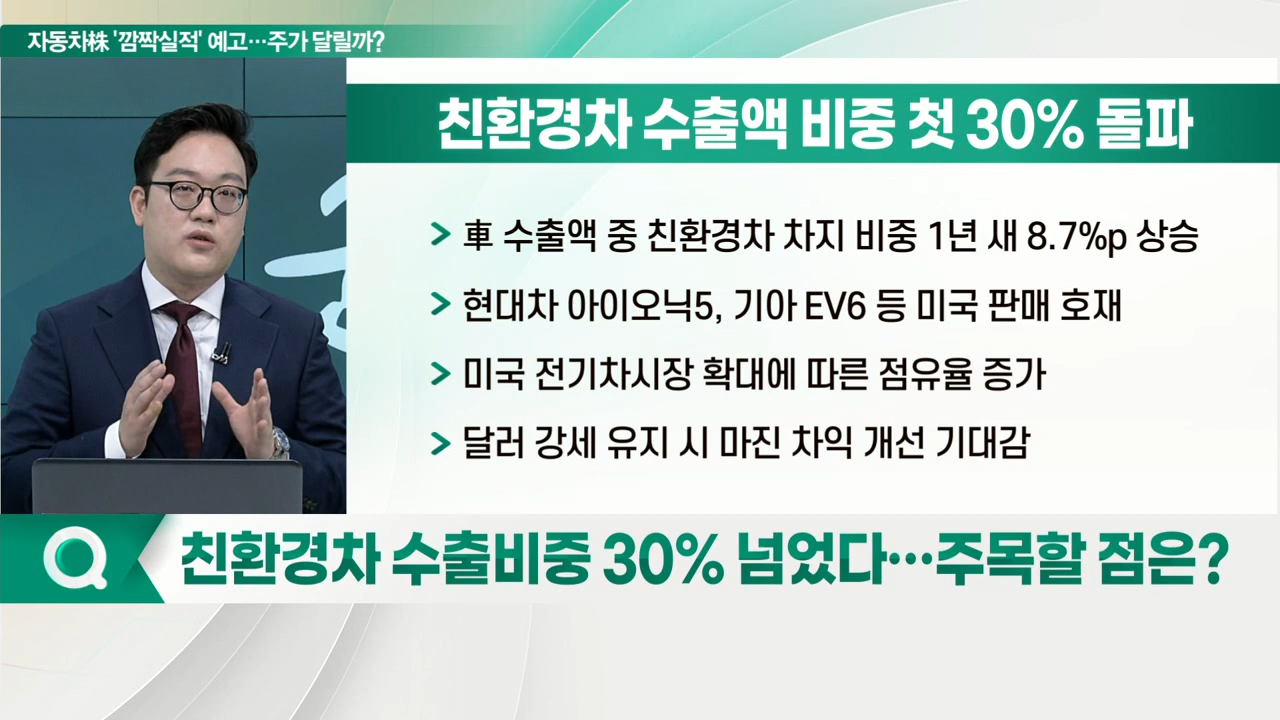 자동차株 '깜짝실적' 예고…주가 달릴까?
친환경차 수출액 비중 첫 30% 돌파
> 車 수출액 중 친환경차 차지 비중 1년 새 8.7%p 상승
> 현대차 아이오닉5, 기아 EV6 등 미국 판매 호재
> 미국 전기차시장 확대에 따른 점유율 증가
> 달러 강세 유지 시 마진 차익 개선 기대감
Q 친환경차 수출비중 30% 넘었다…주목할 점은?